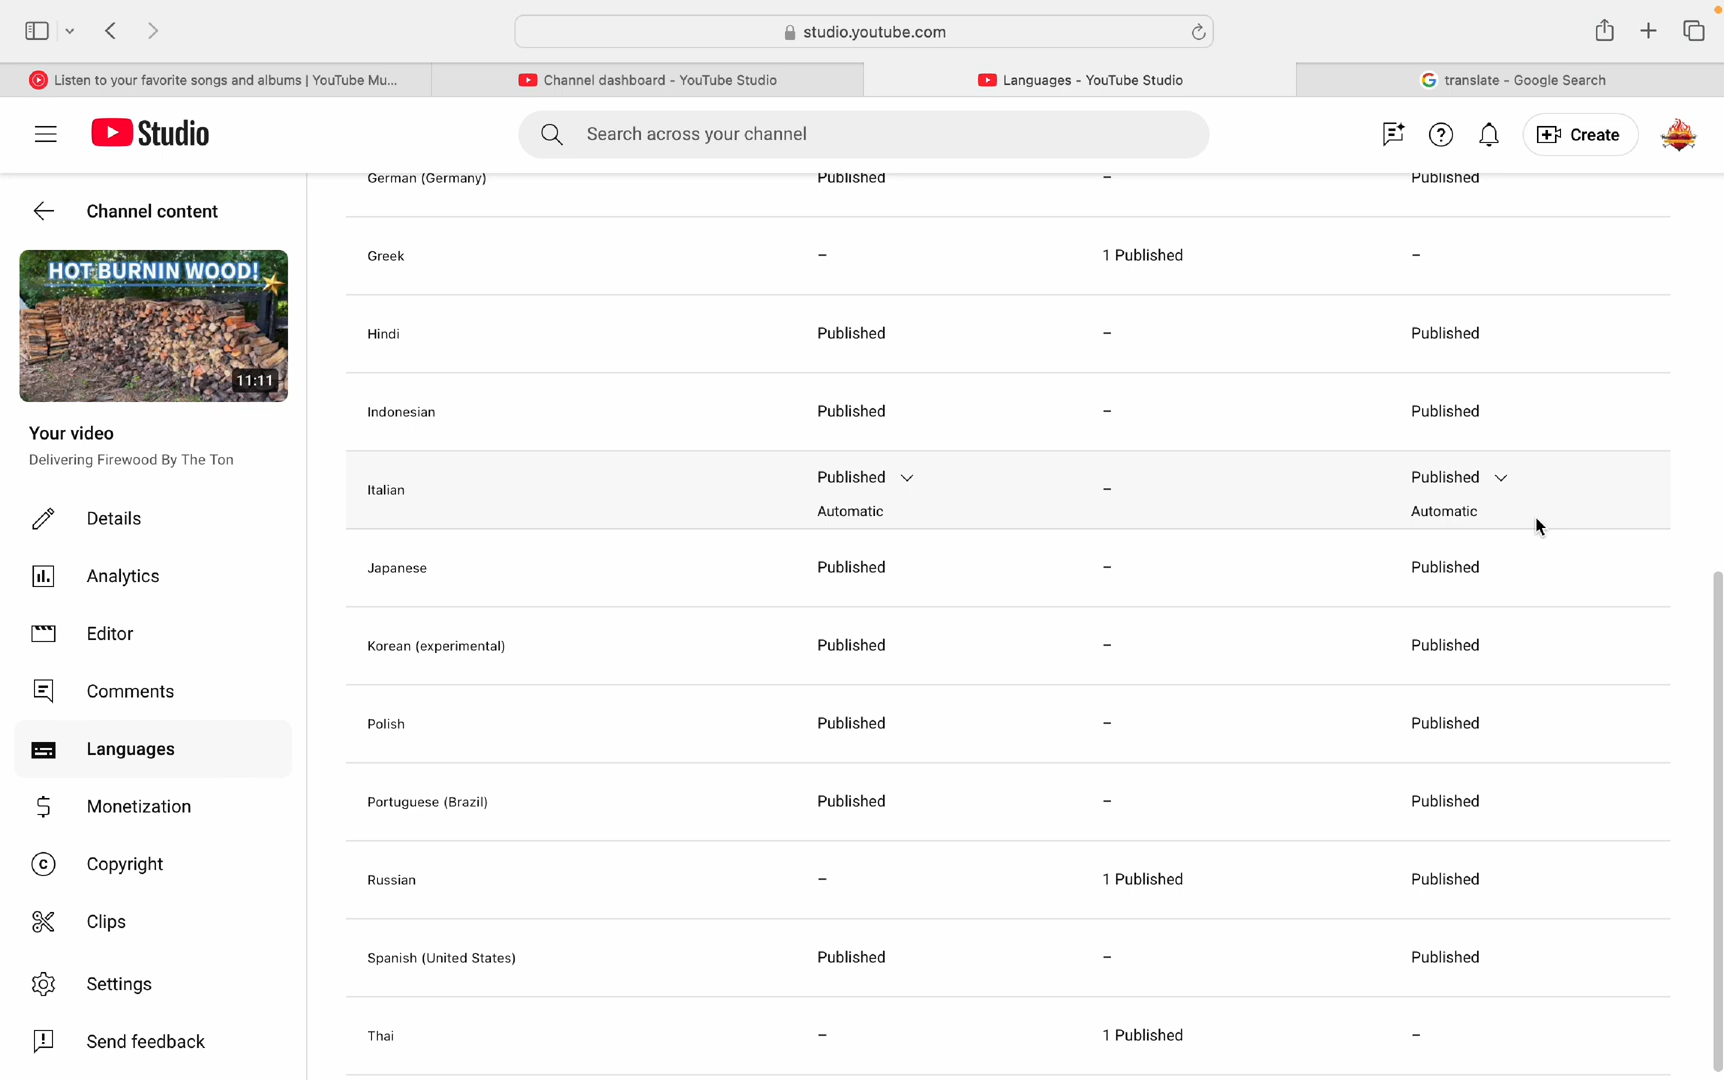 studio.youtube.com
Listen to your favorite songs and albums | YouTube Mu...
Channel dashboard - YouTube Studio
Languages - YouTube Studio
translate - Google Search
Studio
Search across your channel
Create
Channel content
HOT BURNIN WOOD!
11:11
Your video
Delivering Firewood By The Ton
Details
Analytics
Editor
Comments
Languages
Monetization
Copyright
Clips
Settings
Send feedback
German (Germany) Published – Published
Greek – 1 Published –
Hindi Published – Published
Indonesian Published – Published
Italian Published – Published
Automatic Automatic
Japanese Published – Published
Korean (experimental) Published – Published
Polish Published – Published
Portuguese (Brazil) Published – Published
Russian – 1 Published Published
Spanish (United States) Published – Published
Thai – 1 Published –